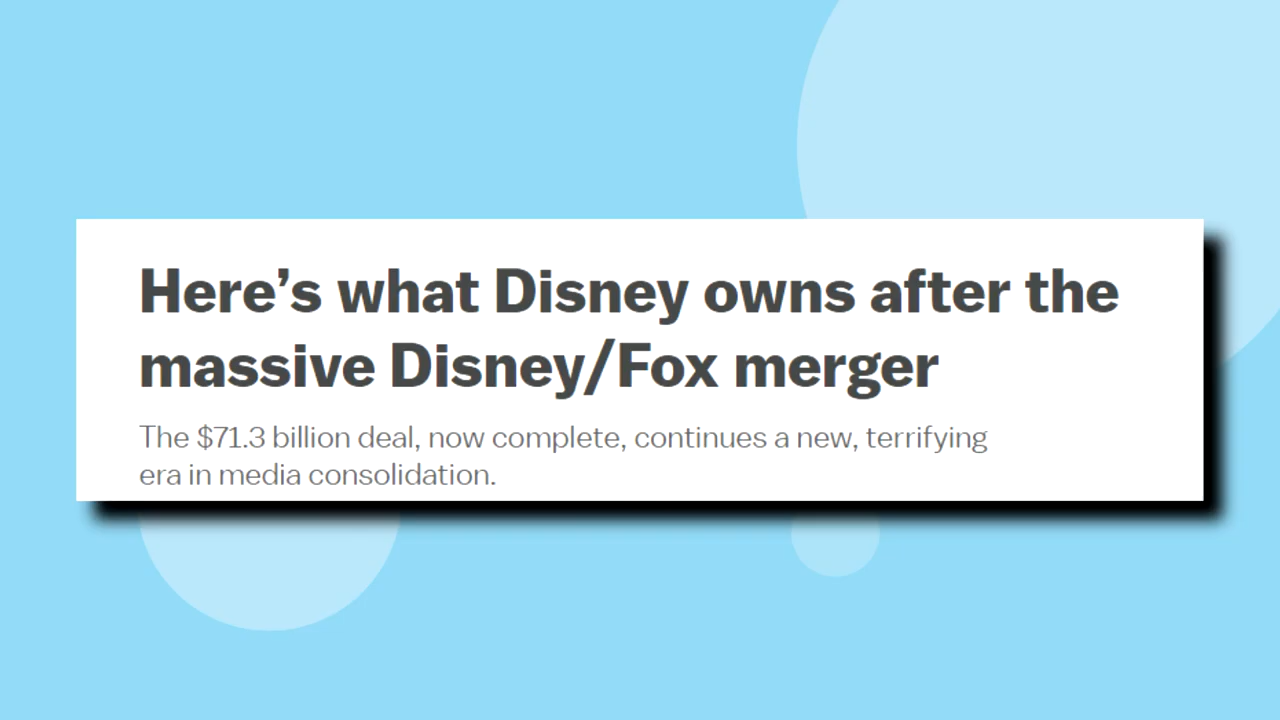 Here’s what Disney owns after the
massive Disney/Fox merger
The $71.3 billion deal, now complete, continues a new, terrifying
era in media consolidation.